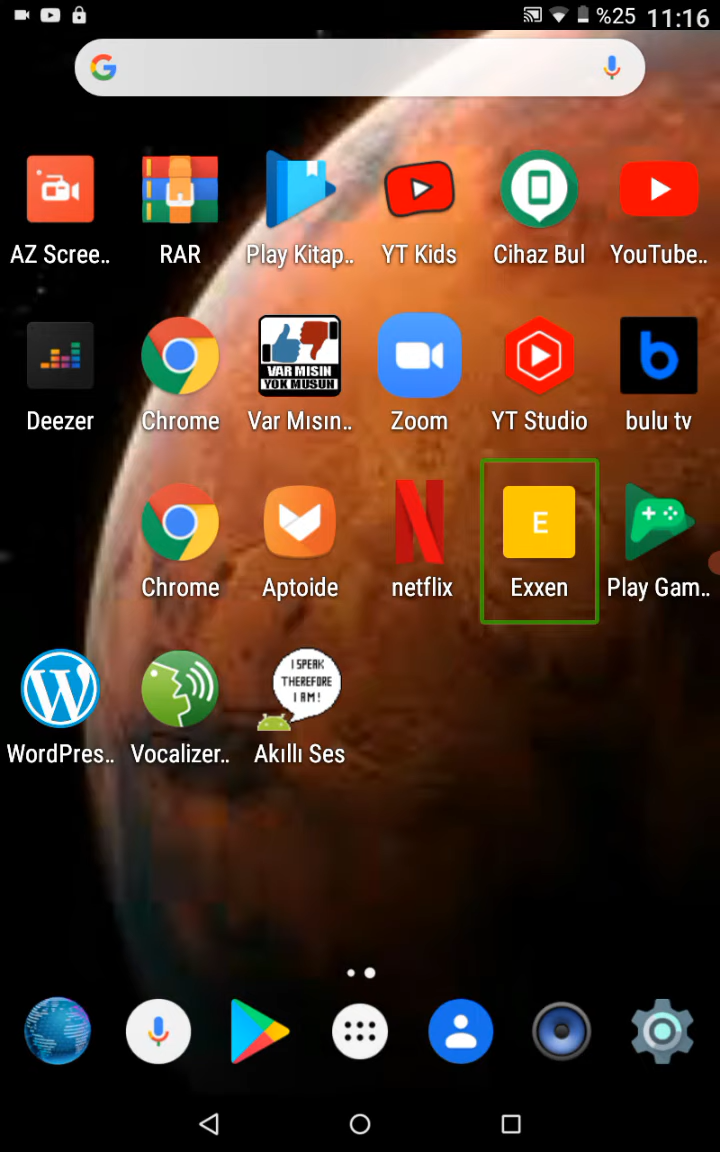 %25 11:16
G
AZ Scree.. RAR Play Kitap.. YT Kids Cihaz Bul YouTube..
VAR MISIN
YOK MUSUN
b
Deezer Chrome Var Mısın.. Zoom YT Studio bulu tv
N E
Chrome Aptoide netflix Exxen Play Gam..
I SPEAK
THEREFORE
I AM!
W
WordPres.. Vocalizer.. Akıllı Ses